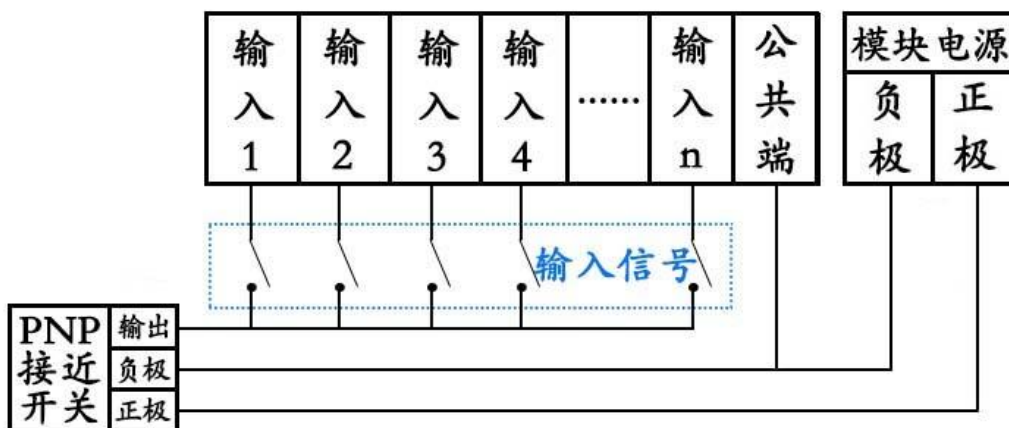 输入1
输入2
输入3
输入4
……
输入n
公共端
模块电源
负极
正极
输入信号
PNP接近开关
输出
负极
正极